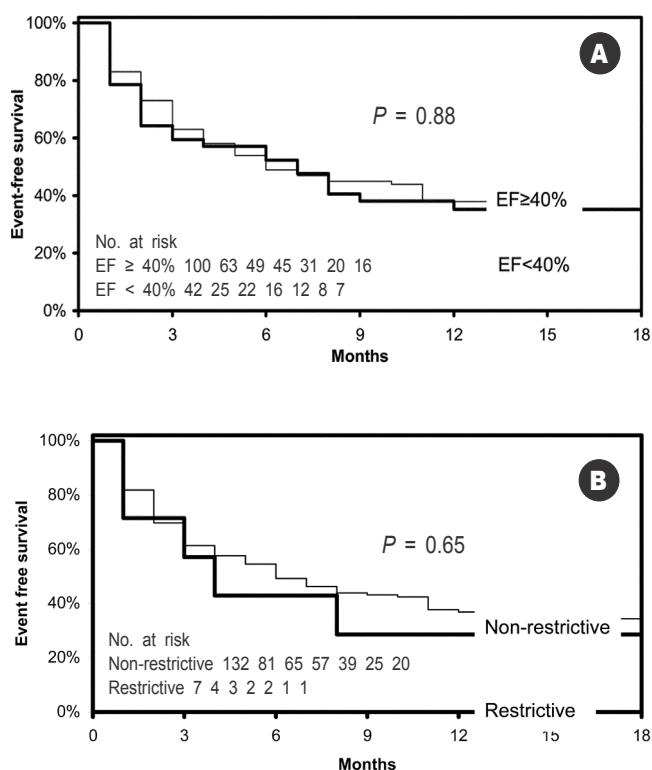 100%
A
80%
P = 0.88
60%
Event-free survival
40%
EF≥40%
No. at risk
20%
EF ≥ 40% 100 63 49 45 31 20 16
EF<40%
EF < 40% 42 25 22 16 12 8 7
0%
0 3 6 9 12 15 18
Months
100%
B
80%
P = 0.65
60%
Event free survival
40%
No. at risk
Non-restrictive
20%
Non-restrictive 132 81 65 57 39 25 20
Restrictive 7 4 3 2 2 1 1
0%
Restrictive
0 3 6 9 12 15 18
Months